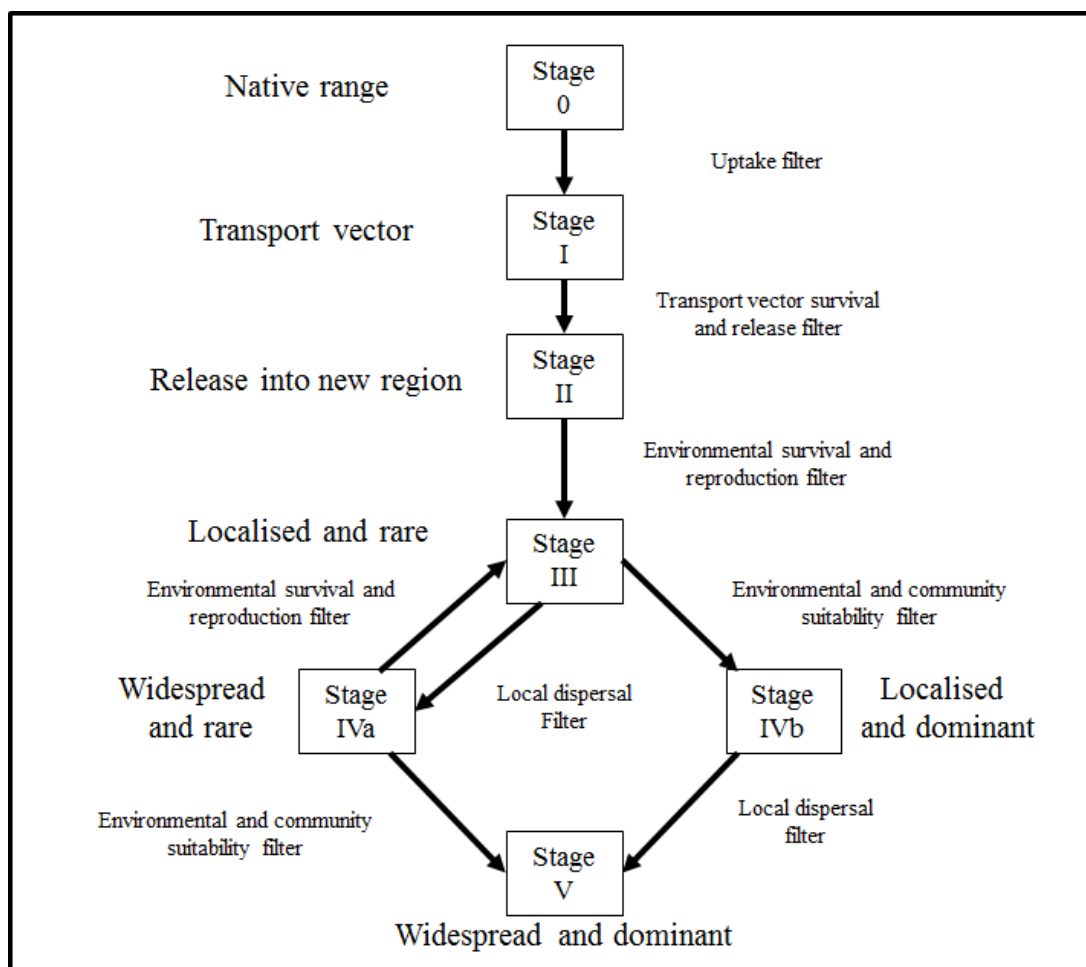 Native range
Stage
0
Uptake filter
Transport vector
Stage
I
Transport vector survival
and release filter
Release into new region
Stage
II
Environmental survival and
reproduction filter
Localised and rare
Stage
III
Environmental survival and
reproduction filter
Environmental and community
suitability filter
Widespread
and rare
Stage
IVa
Local dispersal
Filter
Stage
IVb
Localised
and dominant
Environmental and community
suitability filter
Local dispersal
filter
Stage
V
Widespread and dominant